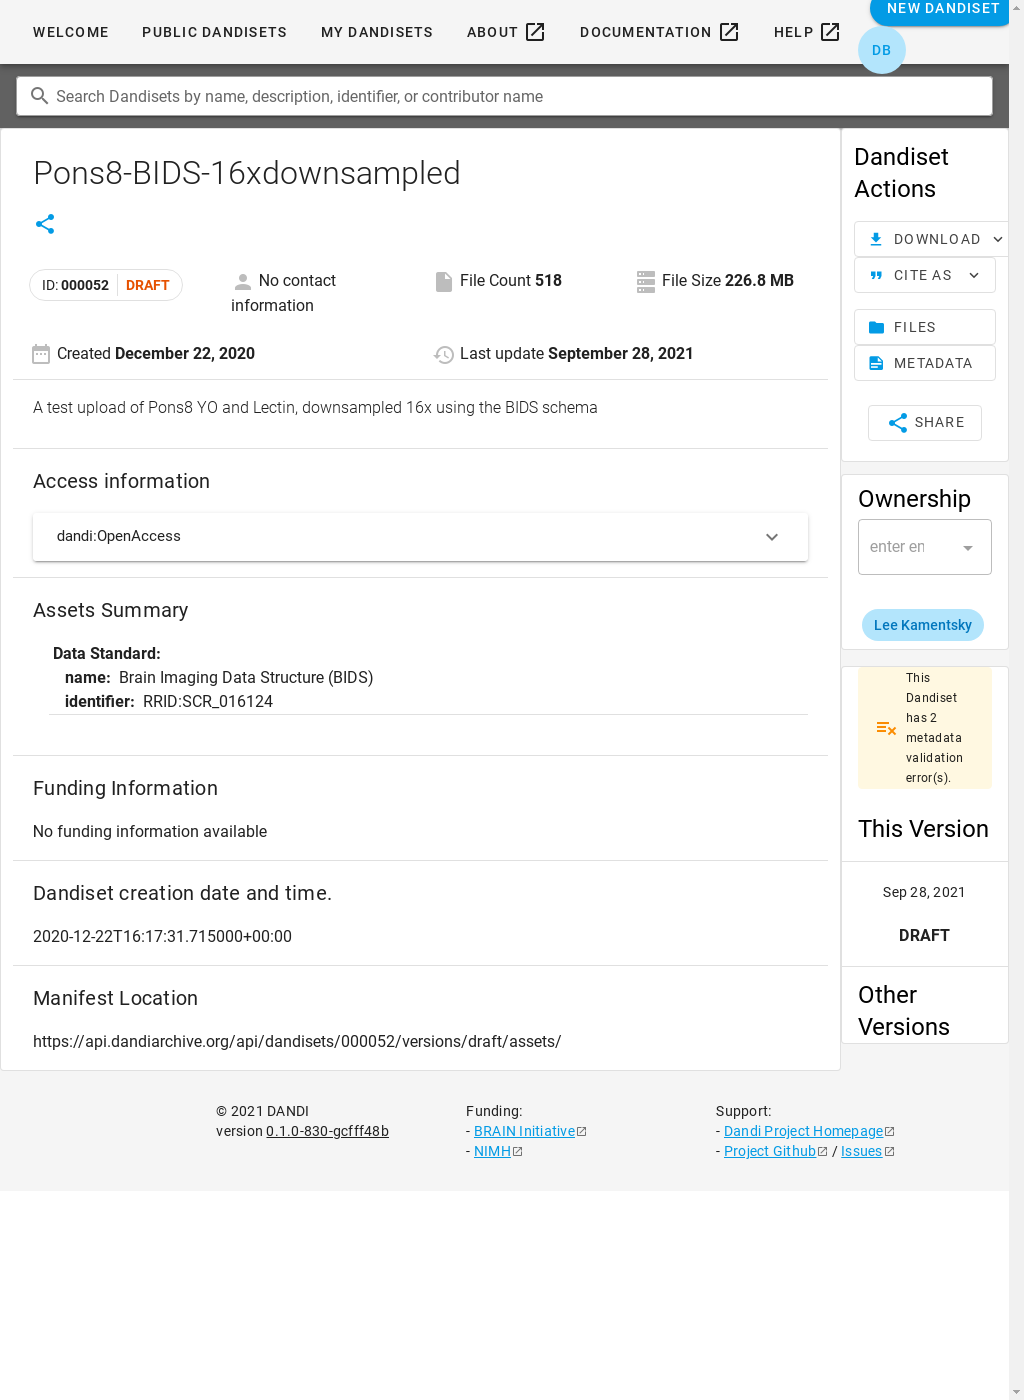 WELCOME PUBLIC DANDISETS MY DANDISETS ABOUT DOCUMENTATION HELP NEW DANDISET
DB
Search Dandisets by name, description, identifier, or contributor name
Pons8-BIDS-16xdownsampled
ID: 000052 DRAFT
No contact
information
File Count 518
File Size 226.8 MB
Created December 22, 2020
Last update September 28, 2021
A test upload of Pons8 YO and Lectin, downsampled 16x using the BIDS schema
Access information
dandi:OpenAccess
Assets Summary
Data Standard:
name: Brain Imaging Data Structure (BIDS)
identifier: RRID:SCR_016124
Funding Information
No funding information available
Dandiset creation date and time.
2020-12-22T16:17:31.715000+00:00
Manifest Location
https://api.dandiarchive.org/api/dandisets/000052/versions/draft/assets/
Dandiset
Actions
DOWNLOAD
CITE AS
FILES
METADATA
SHARE
Ownership
enter en
Lee Kamentsky
This
Dandiset
has 2
metadata
validation
error(s).
This Version
Sep 28, 2021
DRAFT
Other
Versions
© 2021 DANDI
version 0.1.0-830-gcfff48b
Funding:
- BRAIN Initiative
- NIMH
Support:
- Dandi Project Homepage
- Project Github / Issues